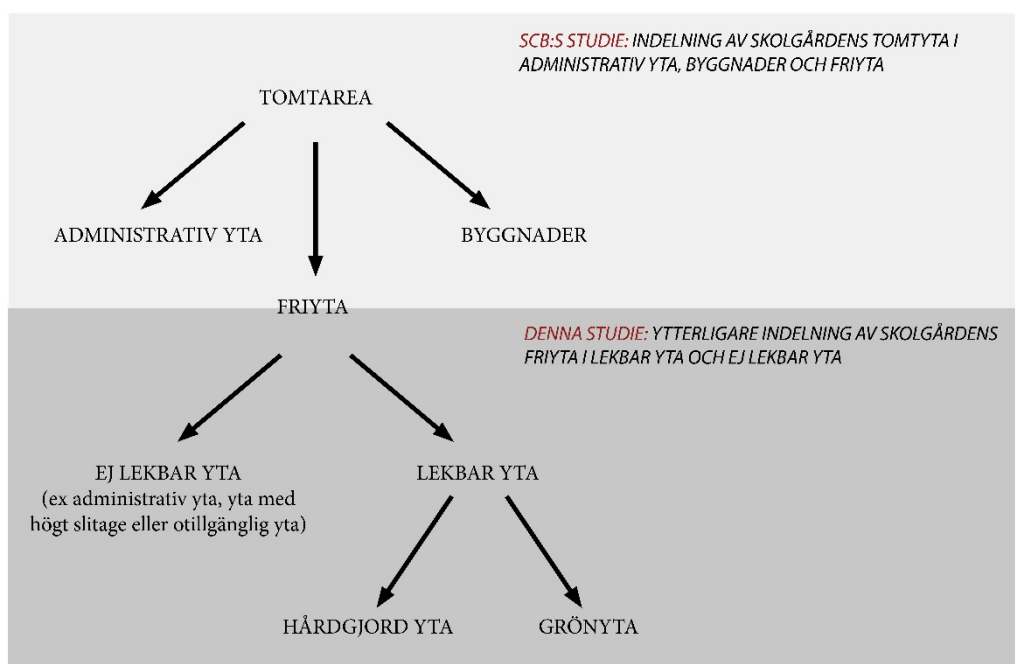 SCB:S STUDIE: INDELNING AV SKOLGÅRDENS TOMTYTA I
ADMINISTRATIV YTA, BYGGNADER OCH FRIYTA
TOMTAREA
ADMINISTRATIV YTA
BYGGNADER
FRIYTA
DENNA STUDIE: YTTERLIGARE INDELNING AV SKOLGÅRDENS
FRIYTA I LEKBAR YTA OCH EJ LEKBAR YTA
EJ LEKBAR YTA
(ex administrativ yta, yta med
högt slitage eller otillgänglig yta)
LEKBAR YTA
HÅRDGJORD YTA
GRÖNYTA